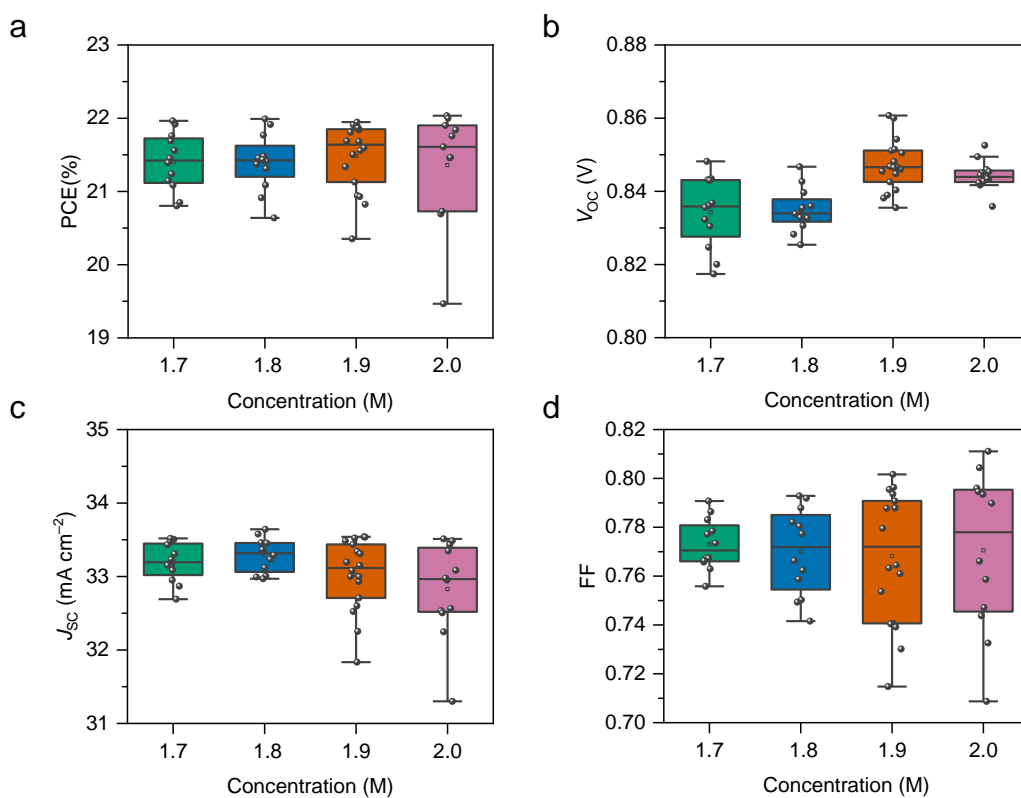 a
23
22
21
20
19
PCE(%)
1.7 1.8 1.9 2.0
Concentration (M)
b
0.88
0.86
0.84
0.82
0.80
VOC (V)
1.7 1.8 1.9 2.0
Concentration (M)
c
35
34
33
32
31
JSC (mA cm−2)
1.7 1.8 1.9 2.0
Concentration (M)
d
0.82
0.80
0.78
0.76
0.74
0.72
0.70
FF
1.7 1.8 1.9 2.0
Concentration (M)